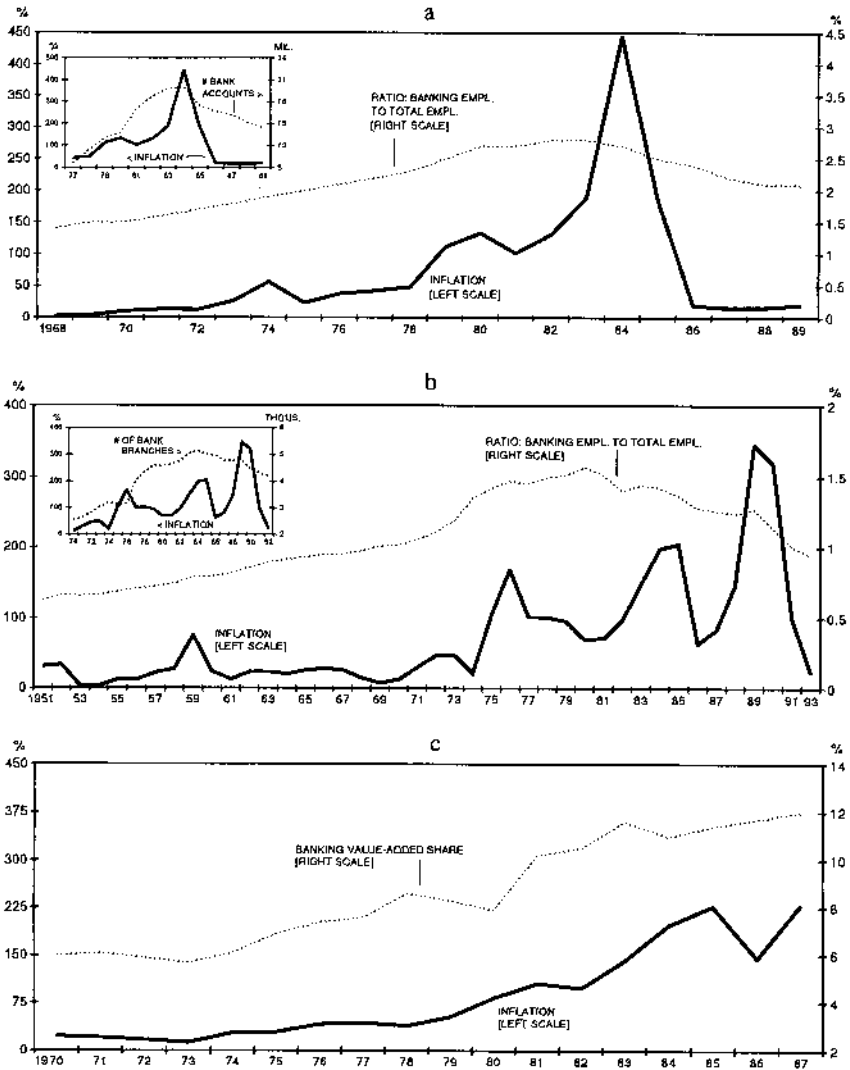 a
%
%
450
400
350
300
250
200
150
100
50
0
4.5
4
3.5
3
2.5
2
1.5
1
0.5
0
%
MIL.
400
300
200
100
0
# BANK
ACCOUNTS >
< INFLATION
RATIO: BANKING EMPL.
TO TOTAL EMPL.
[RIGHT SCALE]
INFLATION
[LEFT SCALE]
1968 70 72 74 76 78 80 82 84 86 88 89
b
%
%
400
300
200
100
0
2
1.5
1
0.5
0
%
THOUS.
# OF BANK
BRANCHES >
< INFLATION
RATIO: BANKING EMPL. TO TOTAL EMPL.
[RIGHT SCALE]
INFLATION
[LEFT SCALE]
1951 53 55 57 59 61 63 65 67 69 71 73 75 77 79 81 83 85 87 89 91 93
c
%
%
450
375
300
225
150
75
0
14
12
10
8
6
4
2
BANKING VALUE-ADDED SHARE
[RIGHT SCALE]
INFLATION
[LEFT SCALE]
1970 71 72 73 74 75 76 77 78 79 80 81 82 83 84 85 86 87